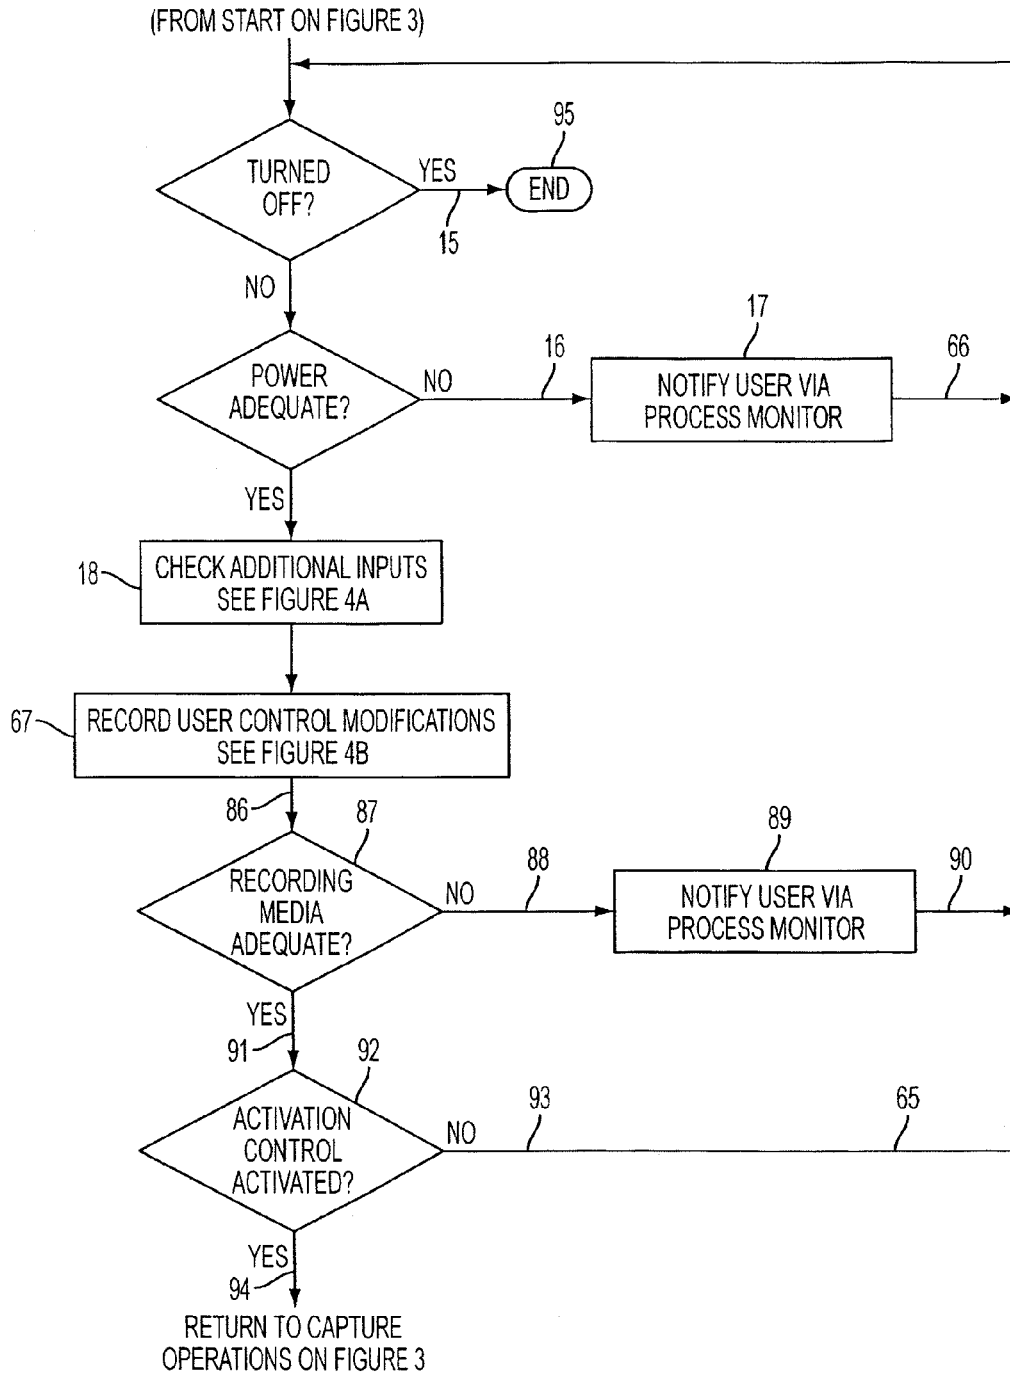 (FROM START ON FIGURE 3)
95
TURNED
OFF?
YES
END
15
NO
17
POWER
ADEQUATE?
NO
16
NOTIFY USER VIA
PROCESS MONITOR
66
YES
18
CHECK ADDITIONAL INPUTS
SEE FIGURE 4A
67
RECORD USER CONTROL MODIFICATIONS
SEE FIGURE 4B
86
87
89
RECORDING
MEDIA
ADEQUATE?
NO
88
NOTIFY USER VIA
PROCESS MONITOR
90
YES
91
92
ACTIVATION
CONTROL
ACTIVATED?
NO
93
65
YES
94
RETURN TO CAPTURE
OPERATIONS ON FIGURE 3